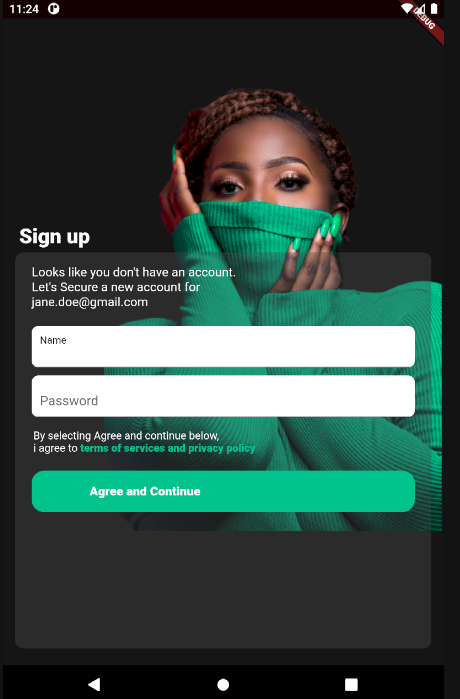 11:24
DEBUG
Sign up
Looks like you don't have an account.
Let's Secure a new account for
jane.doe@gmail.com
Name
Password
By selecting Agree and continue below,
i agree to terms of services and privacy policy
Agree and Continue